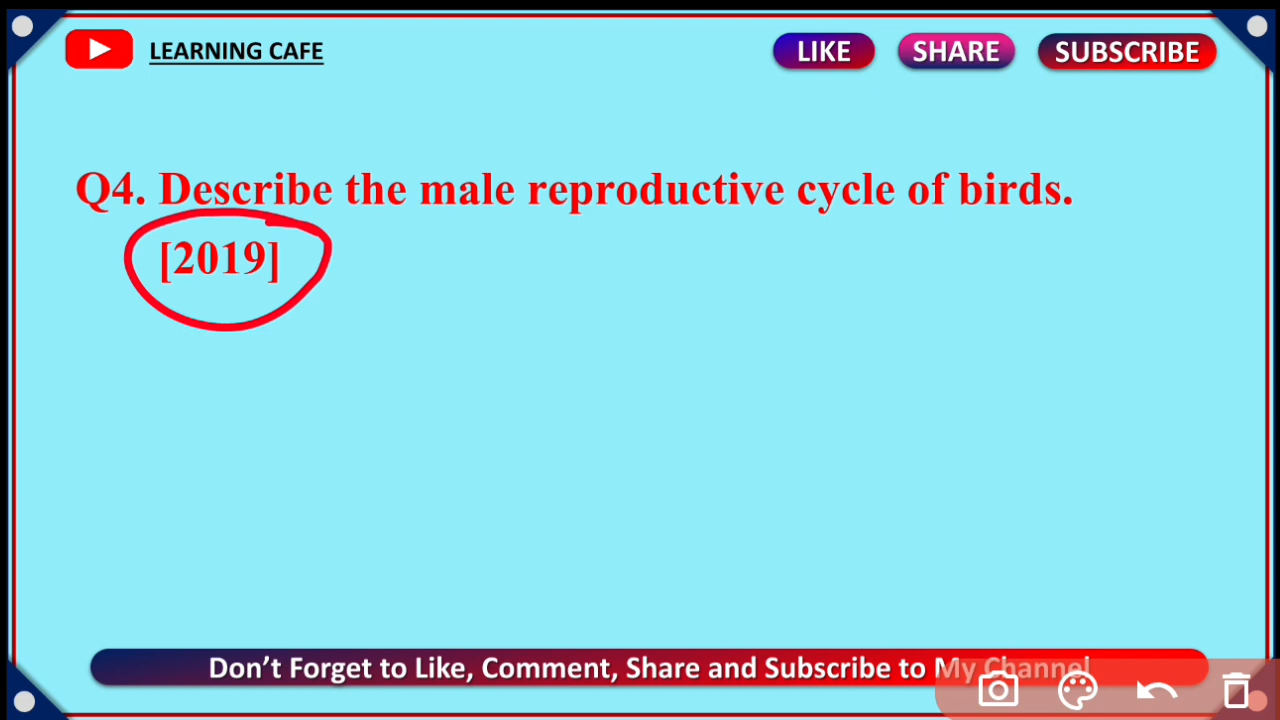 LEARNING CAFE
LIKE SHARE SUBSCRIBE
Q4. Describe the male reproductive cycle of birds.
[2019]
Don’t Forget to Like, Comment, Share and Subscribe to My Channel